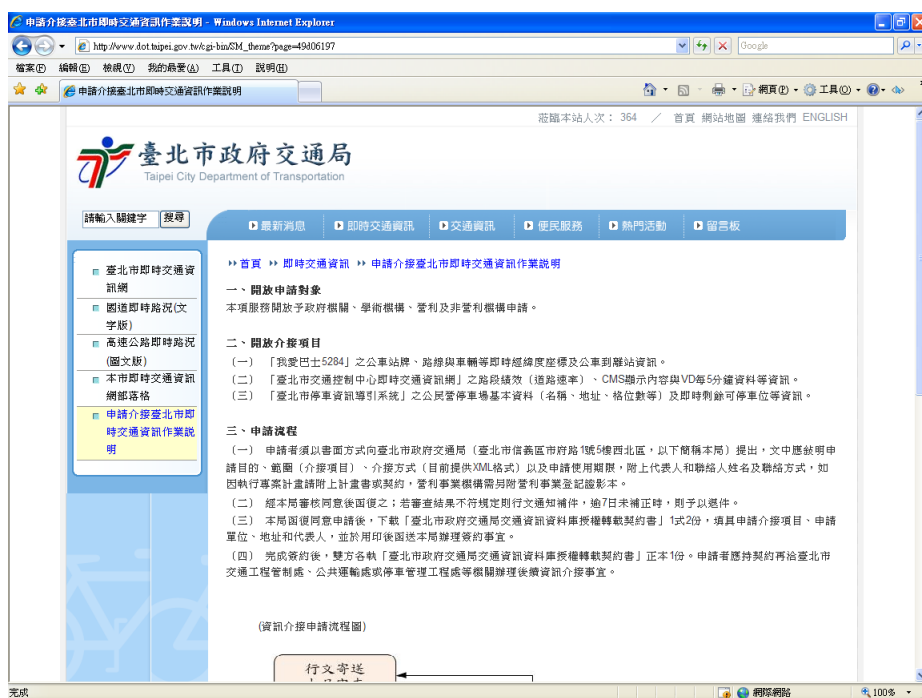 申請介接臺北市即時交通資訊作業說明 - Windows Internet Explorer
http://www.dot.taipei.gov.tw/cgi-bin/SM_theme?page=49d06197
Google
檔案(F) 編輯(E) 檢視(V) 我的最愛(A) 工具(T) 說明(H)
申請介接臺北市即時交通資訊作業說明
網頁(P) 工具(O)
蒞臨本站人次： 364 ／ 首頁 網站地圖 連絡我們 ENGLISH
臺北市政府交通局
Taipei City Department of Transportation
請輸入關鍵字 搜尋
最新消息 即時交通資訊 交通資訊 便民服務 熱門活動 留言板
臺北市即時交通資
訊網
國道即時路況(文
字版)
高速公路即時路況
(圖文版)
本市即時交通資訊
網部落格
申請介接臺北市即
時交通資訊作業說
明
首頁 即時交通資訊 申請介接臺北市即時交通資訊作業說明
一、開放申請對象
本項服務開放予政府機關、學術機構、營利及非營利機構申請。
二、開放介接項目
（一） 「我愛巴士5284」之公車站牌、路線與車輛等即時經緯度座標及公車到離站資訊。
（二） 「臺北市交通控制中心即時交通資訊網」之路段績效（道路速率）、CMS顯示內容與VD每5分鐘資料等資訊。
（三） 「臺北市停車資訊導引系統」之公民營停車場基本資料（名稱、地址、格位數等）及即時剩餘可停車位等資訊。
三、申請流程
（一） 申請者須以書面方式向臺北市政府交通局（臺北市信義區市府路1號5樓西北區，以下簡稱本局）提出，文中應敘明申
請目的、範圍（介接項目）、介接方式（目前提供XML格式）以及申請使用期限，附上代表人和聯絡人姓名及聯絡方式，如
因執行專案計畫請附上計畫書或契約，營利事業機構需另附營利事業登記證影本。
（二） 經本局審核同意後函復之；若審查結果不符規定則行文通知補件，逾7日未補正時，則予以退件。
（三） 本局函復同意申請後，下載「臺北市政府交通局交通資訊資料庫授權轉載契約書」1式2份，填具申請介接項目、申請
單位、地址和代表人，並於用印後函送本局辦理簽約事宜。
（四） 完成簽約後，雙方各執「臺北市政府交通局交通資訊資料庫授權轉載契約書」正本1份。申請者應持契約再洽臺北市
交通工程管制處、公共運輸處或停車管理工程處等機關辦理後續資訊介接事宜。
(資訊介接申請流程圖)
行文寄送
完成 網際網路 100%